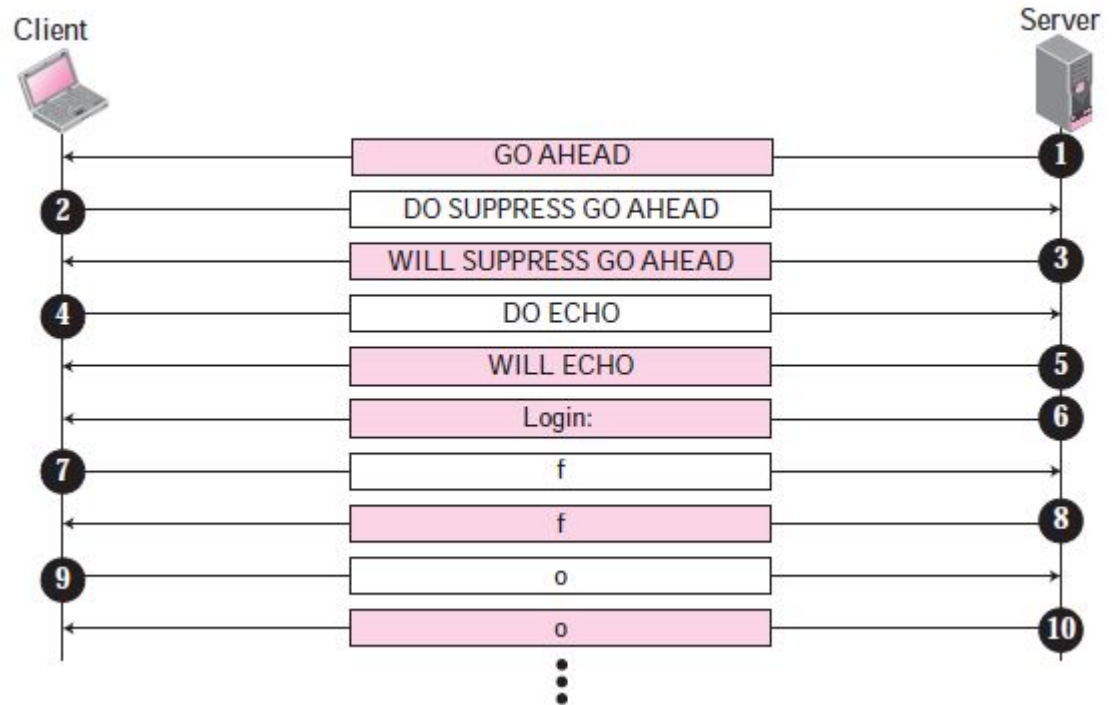 Client
Server
GO AHEAD
1
2
DO SUPPRESS GO AHEAD
WILL SUPPRESS GO AHEAD
3
4
DO ECHO
WILL ECHO
5
Login:
6
7
f
f
8
9
o
o
10